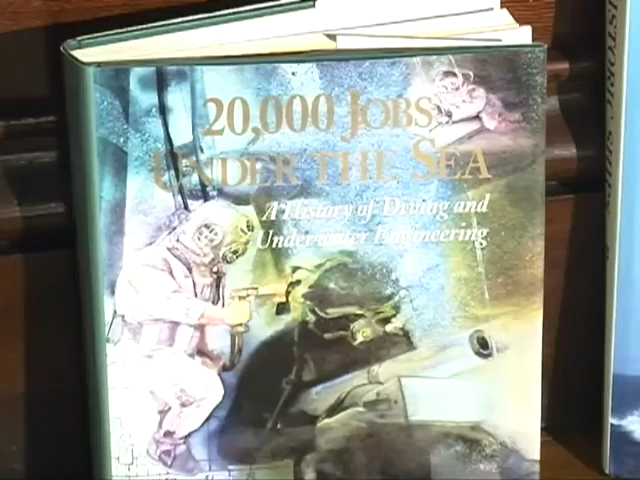 20,000 JOBS
UNDER THE SEA
A History of Diving and
Underwater Engineering